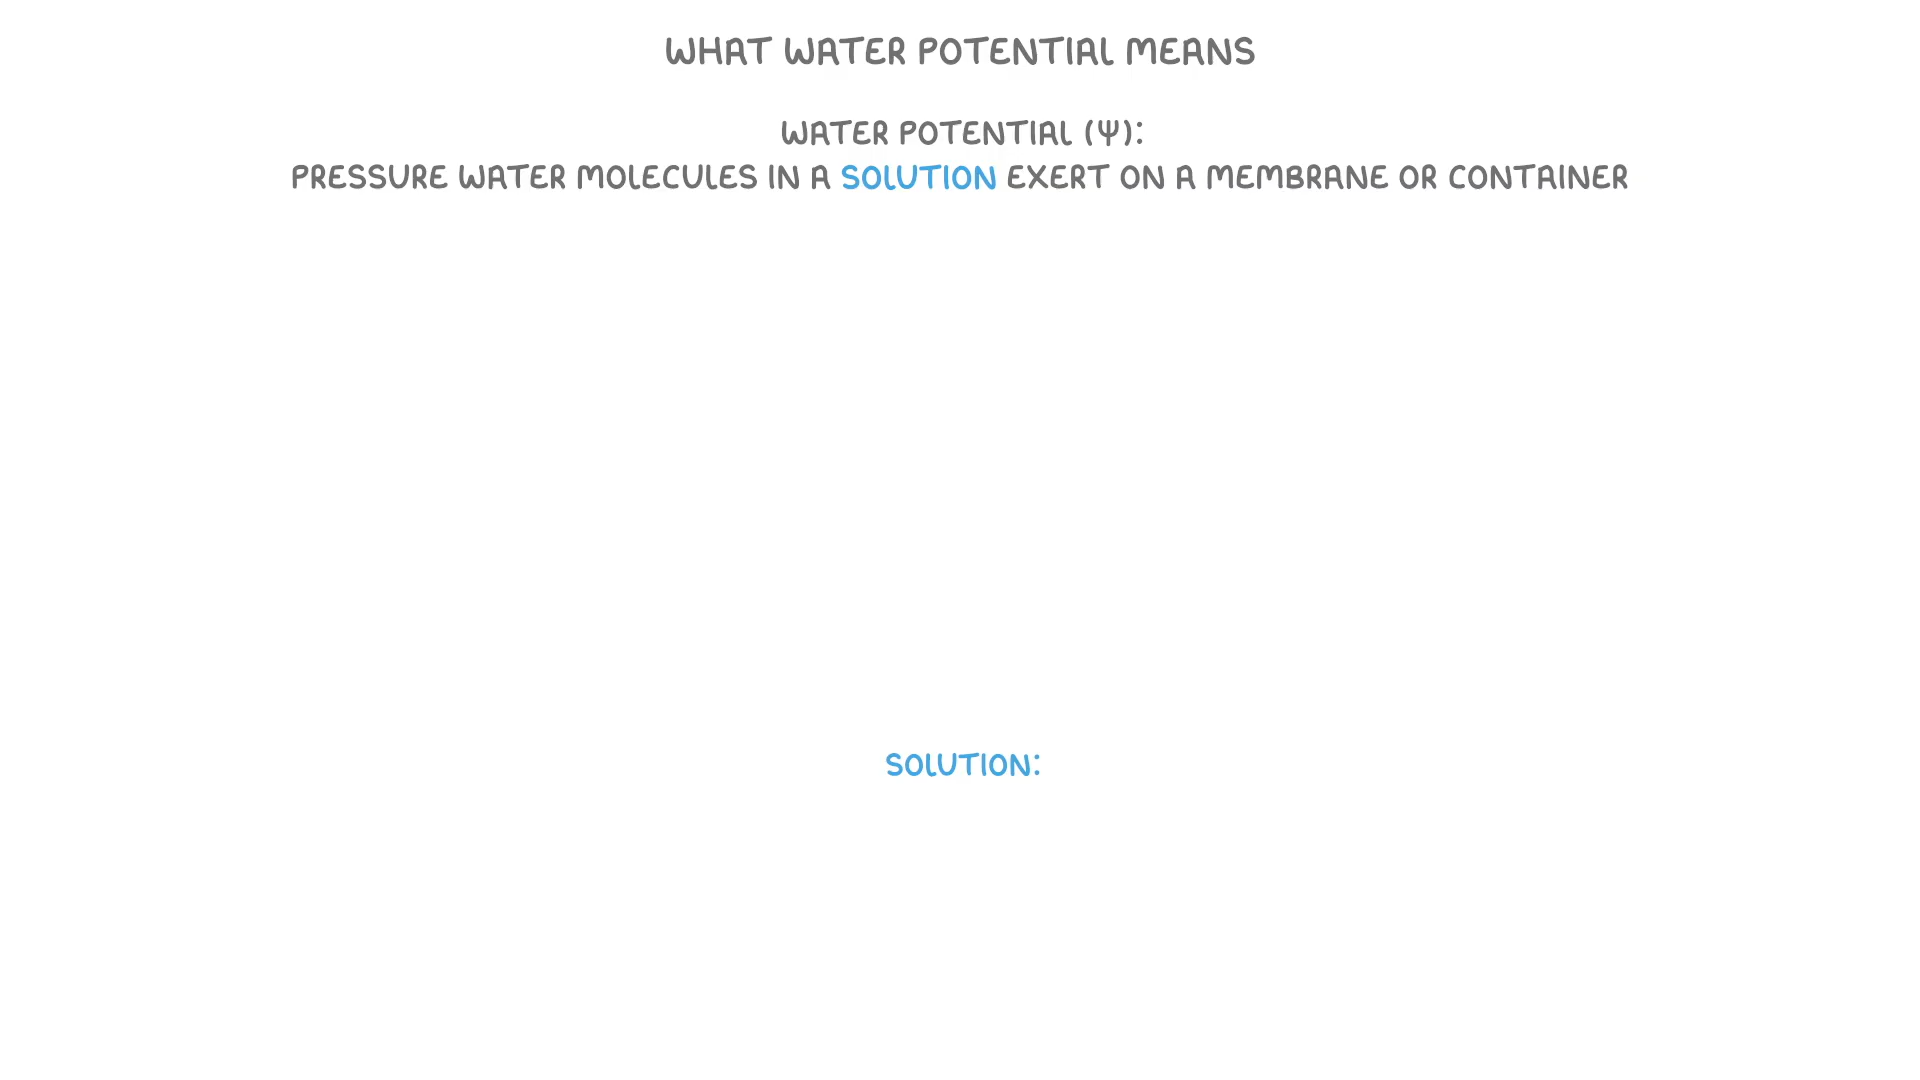 WHAT WATER POTENTIAL MEANS
WATER POTENTIAL (Ψ):
PRESSURE WATER MOLECULES IN A SOLUTION EXERT ON A MEMBRANE OR CONTAINER
SOLUTION: